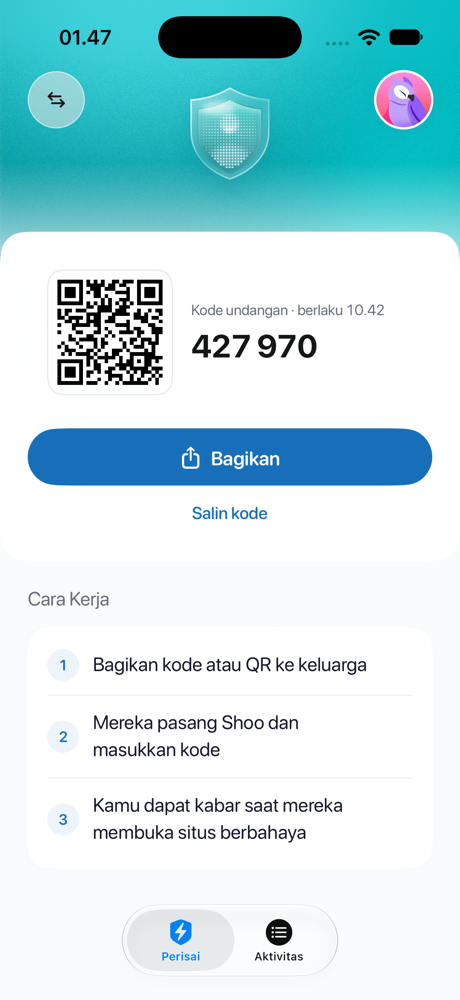 01.47
Kode undangan · berlaku 10.42
427 970
Bagikan
Salin kode
Cara Kerja
1 Bagikan kode atau QR ke keluarga
2 Mereka pasang Shoo dan
masukkan kode
3 Kamu dapat kabar saat mereka
membuka situs berbahaya
Perisai
Aktivitas